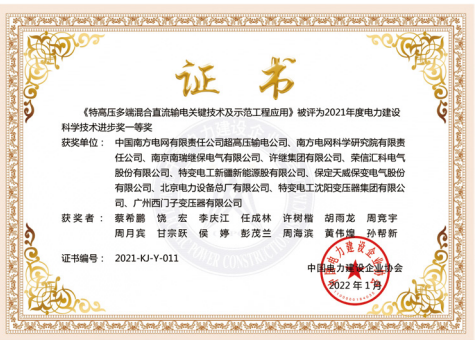 证书
《特高压多端混合直流输电关键技术及示范工程应用》被评为2021年度电力建设
科学技术进步奖一等奖
获奖单位：中国南方电网有限责任公司超高压输电公司、南方电网科学研究院有限责
任公司、南京南瑞继保电气有限公司、许继集团有限公司、荣信汇科电气
股份有限公司、特变电工新疆新能源股份有限公司、保定天威保变电气股
份有限公司、北京电力设备总厂有限公司、特变电工沈阳变压器集团有限公
司、广州西门子变压器有限公司
获奖者：蔡希鹏 饶宏 李庆江 任成林 许树楷 胡雨龙 周竞宇
周月宾 甘宗跃 侯婷 彭茂兰 周海滨 黄伟煌 孙帮新
证书编号：2021-KJ-Y-011
中国电力建设企业协会
2022年1月